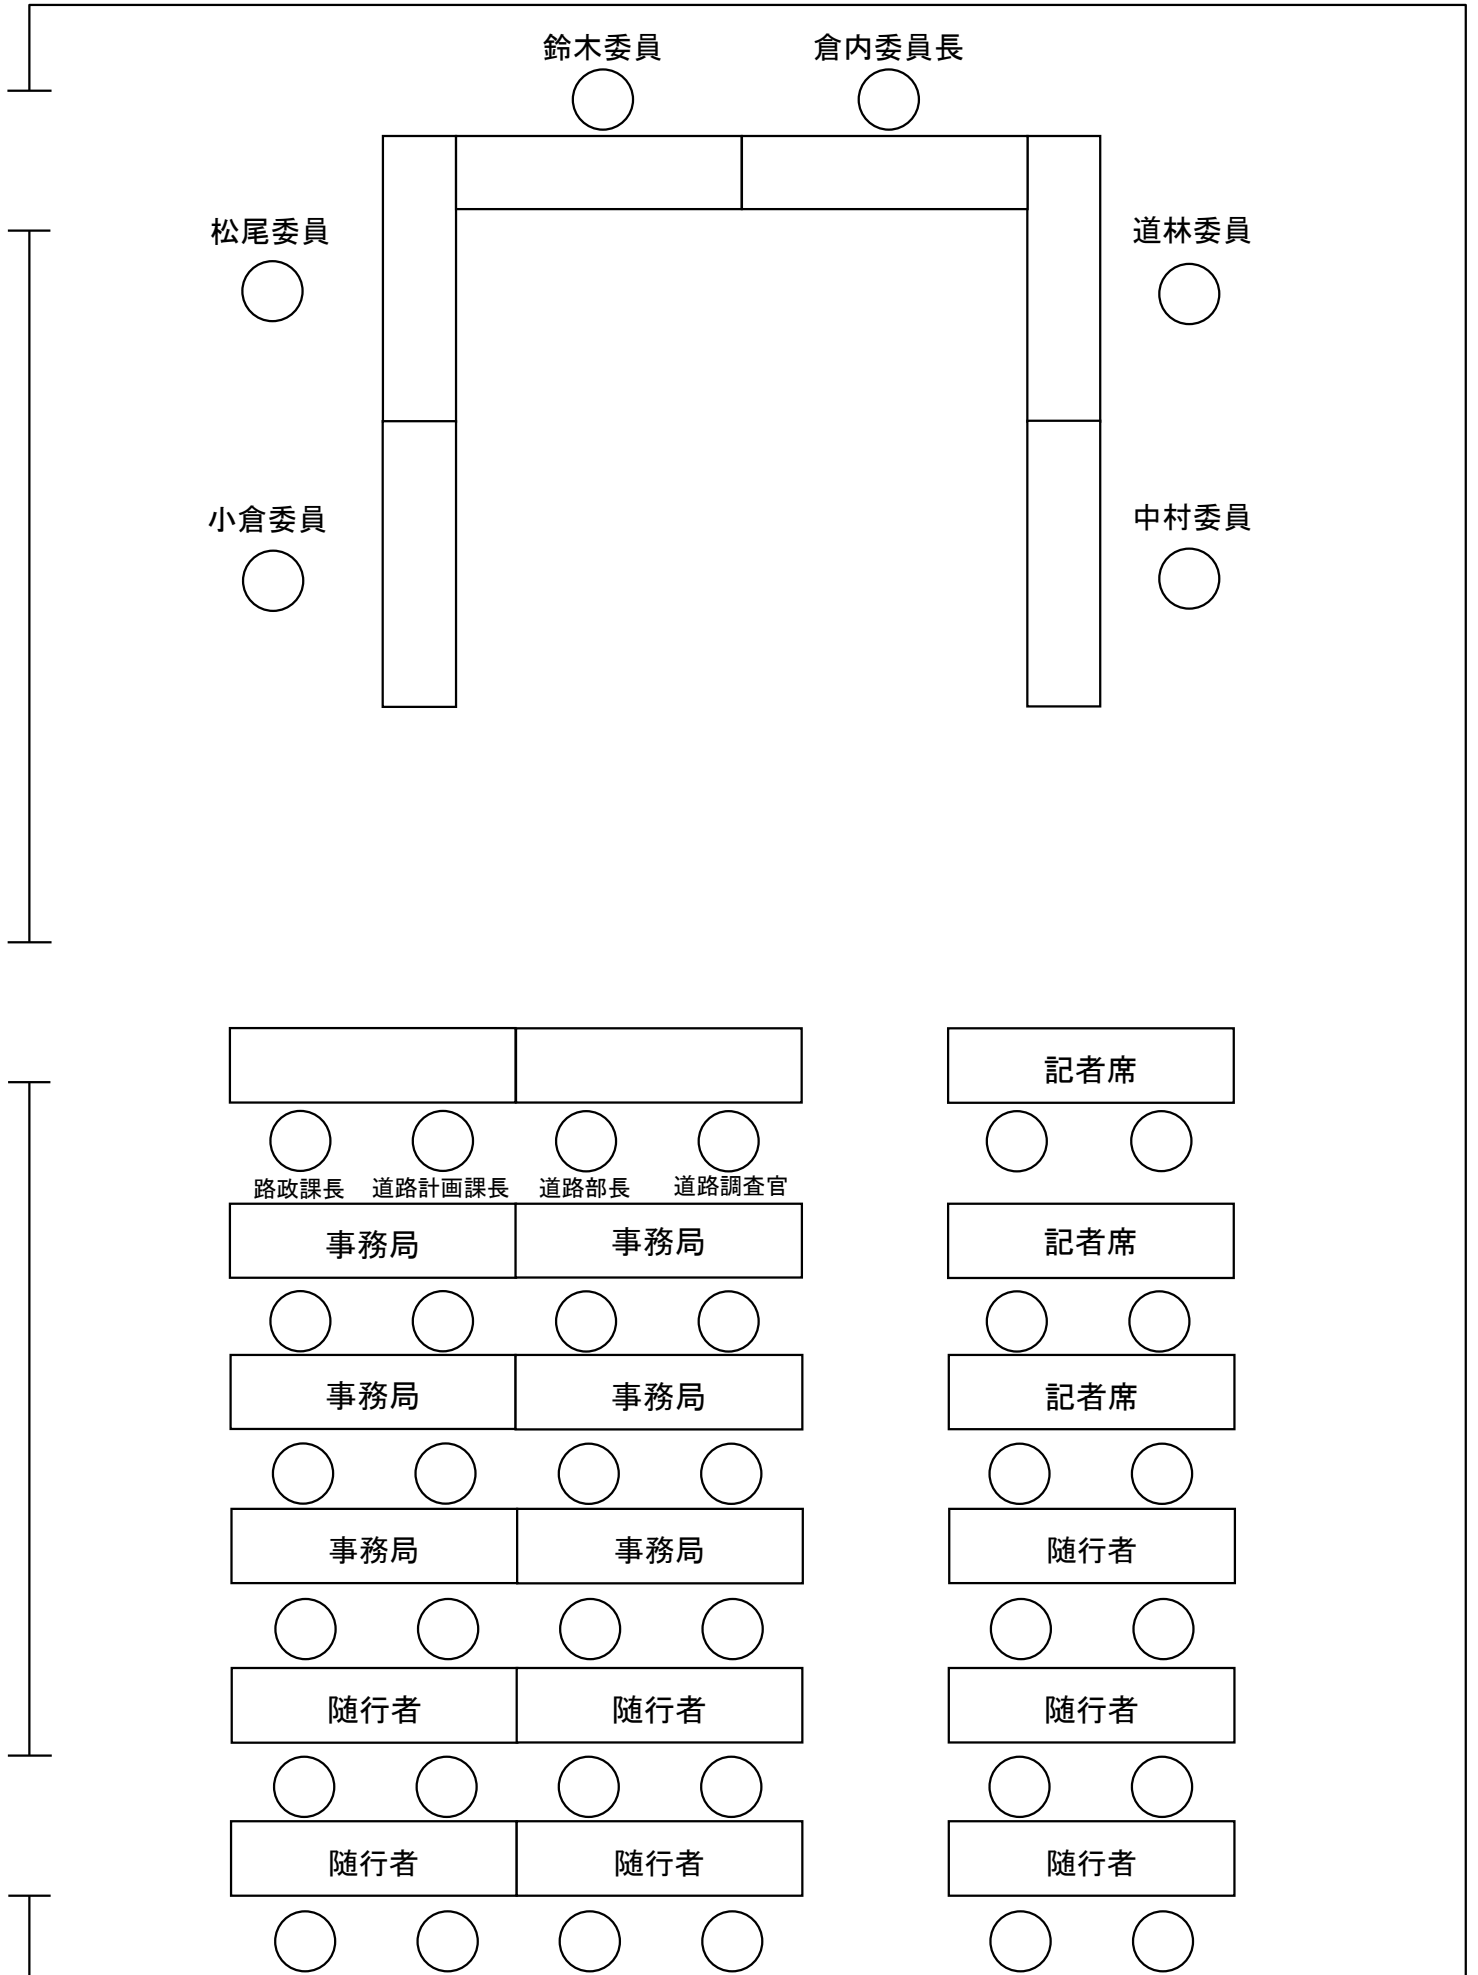 鈴木委員 倉内委員長
松尾委員 道林委員
小倉委員 中村委員
記者席
路政課長 道路計画課長 道路部長 道路調査官
事務局 事務局 記者席
事務局 事務局 記者席
事務局 事務局 随行者
随行者 随行者 随行者
随行者 随行者 随行者